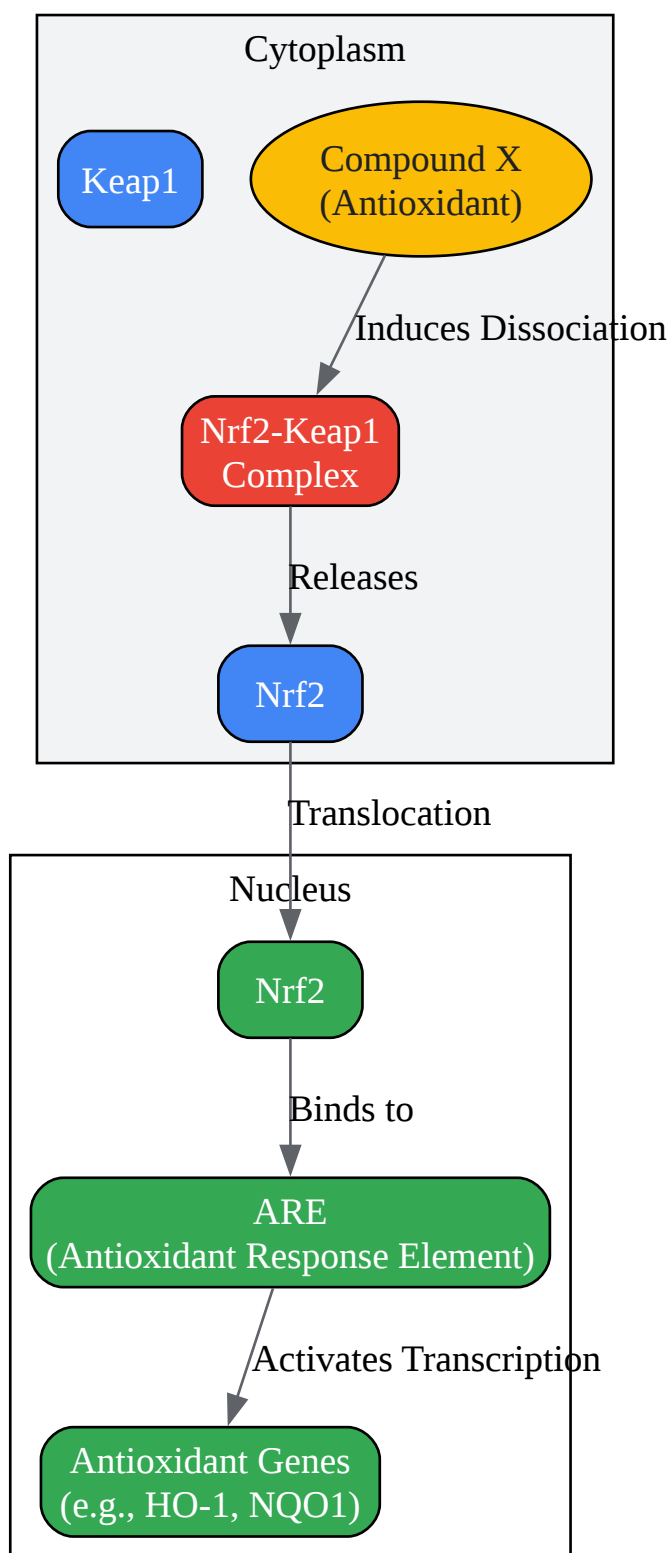 Cytoplasm
Keap1
Compound X
(Antioxidant)
Induces Dissociation
Nrf2-Keap1
Complex
Releases
Nrf2
Translocation
Nucleus
Nrf2
Binds to
ARE
(Antioxidant Response Element)
Activates Transcription
Antioxidant Genes
(e.g., HO-1, NQO1)